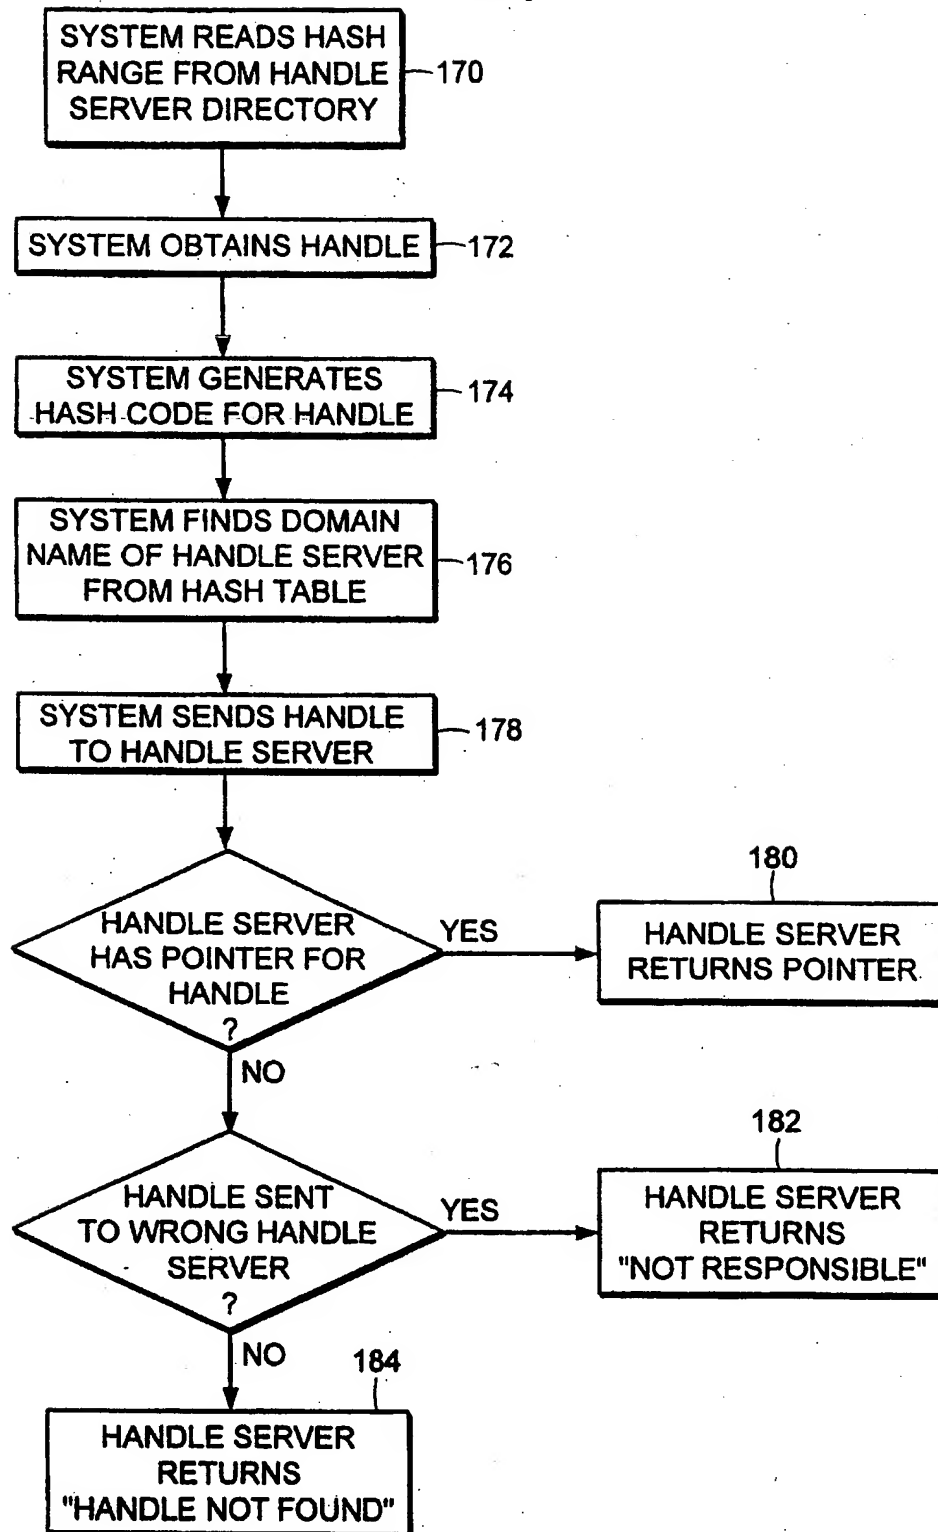 SYSTEM READS HASH
RANGE FROM HANDLE
SERVER DIRECTORY
170
SYSTEM OBTAINS HANDLE
172
SYSTEM GENERATES
HASH CODE FOR HANDLE
174
SYSTEM FINDS DOMAIN
NAME OF HANDLE SERVER
FROM HASH TABLE
176
SYSTEM SENDS HANDLE
TO HANDLE SERVER
178
HANDLE SERVER
HAS POINTER FOR
HANDLE
?
YES
180
HANDLE SERVER
RETURNS POINTER
NO
HANDLE SENT
TO WRONG HANDLE
SERVER
?
YES
182
HANDLE SERVER
RETURNS
"NOT RESPONSIBLE"
NO
184
HANDLE SERVER
RETURNS
"HANDLE NOT FOUND"